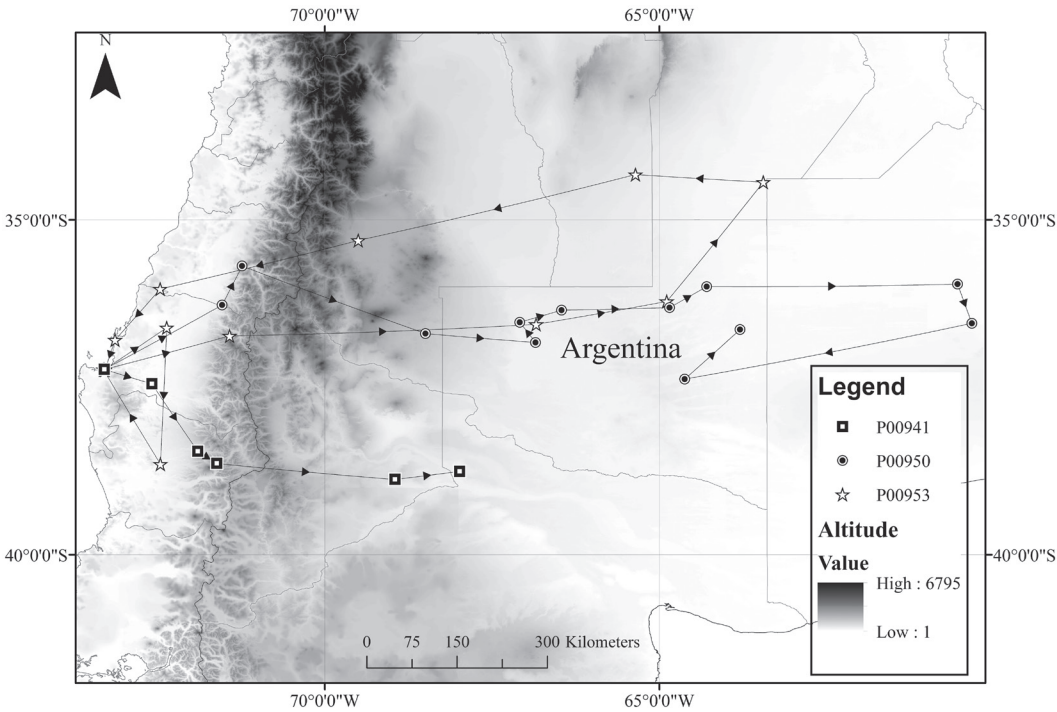 70°0'0"W 65°0'0"W
N
35°0'0"S 35°0'0"S
Argentina
Legend
P00941
P00950
P00953
Altitude
Value
High : 6795
Low : 1
40°0'0"S 40°0'0"S
0 75 150 300 Kilometers
70°0'0"W 65°0'0"W